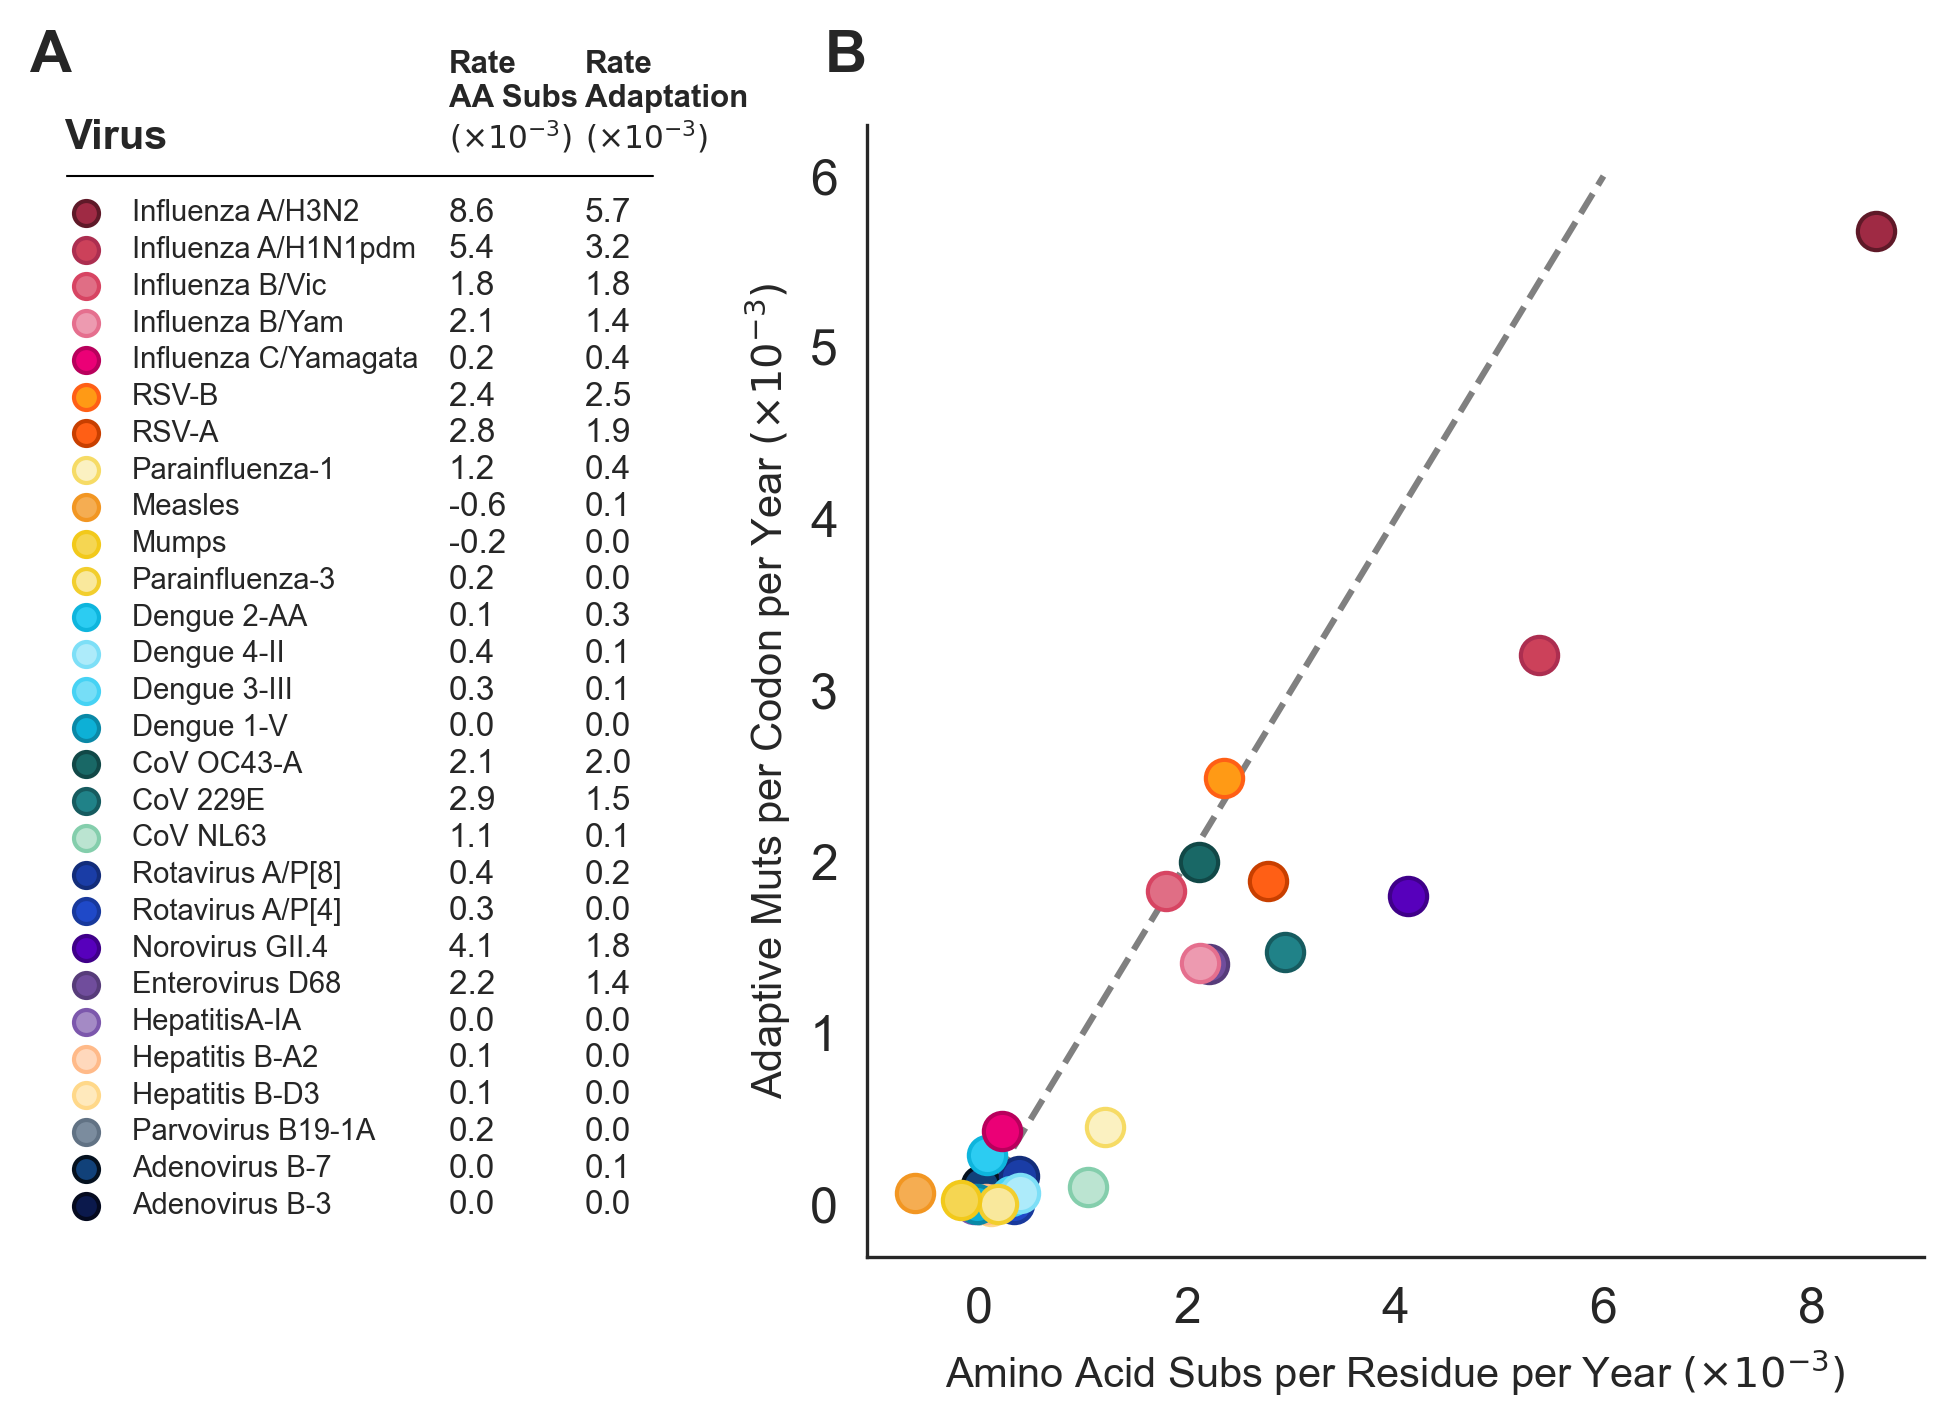 A
Rate Rate
AA Subs Adaptation
Virus (×10⁻³) (×10⁻³)
Influenza A/H3N2 8.6 5.7
Influenza A/H1N1pdm 5.4 3.2
Influenza B/Vic 1.8 1.8
Influenza B/Yam 2.1 1.4
Influenza C/Yamagata 0.2 0.4
RSV-B 2.4 2.5
RSV-A 2.8 1.9
Parainfluenza-1 1.2 0.4
Measles -0.6 0.1
Mumps -0.2 0.0
Parainfluenza-3 0.2 0.0
Dengue 2-AA 0.1 0.3
Dengue 4-II 0.4 0.1
Dengue 3-III 0.3 0.1
Dengue 1-V 0.0 0.0
CoV OC43-A 2.1 2.0
CoV 229E 2.9 1.5
CoV NL63 1.1 0.1
Rotavirus A/P[8] 0.4 0.2
Rotavirus A/P[4] 0.3 0.0
Norovirus GII.4 4.1 1.8
Enterovirus D68 2.2 1.4
HepatitisA-IA 0.0 0.0
Hepatitis B-A2 0.1 0.0
Hepatitis B-D3 0.1 0.0
Parvovirus B19-1A 0.2 0.0
Adenovirus B-7 0.0 0.1
Adenovirus B-3 0.0 0.0
B
Adaptive Muts per Codon per Year (×10⁻³)
6
5
4
3
2
1
0
0 2 4 6 8
Amino Acid Subs per Residue per Year (×10⁻³)